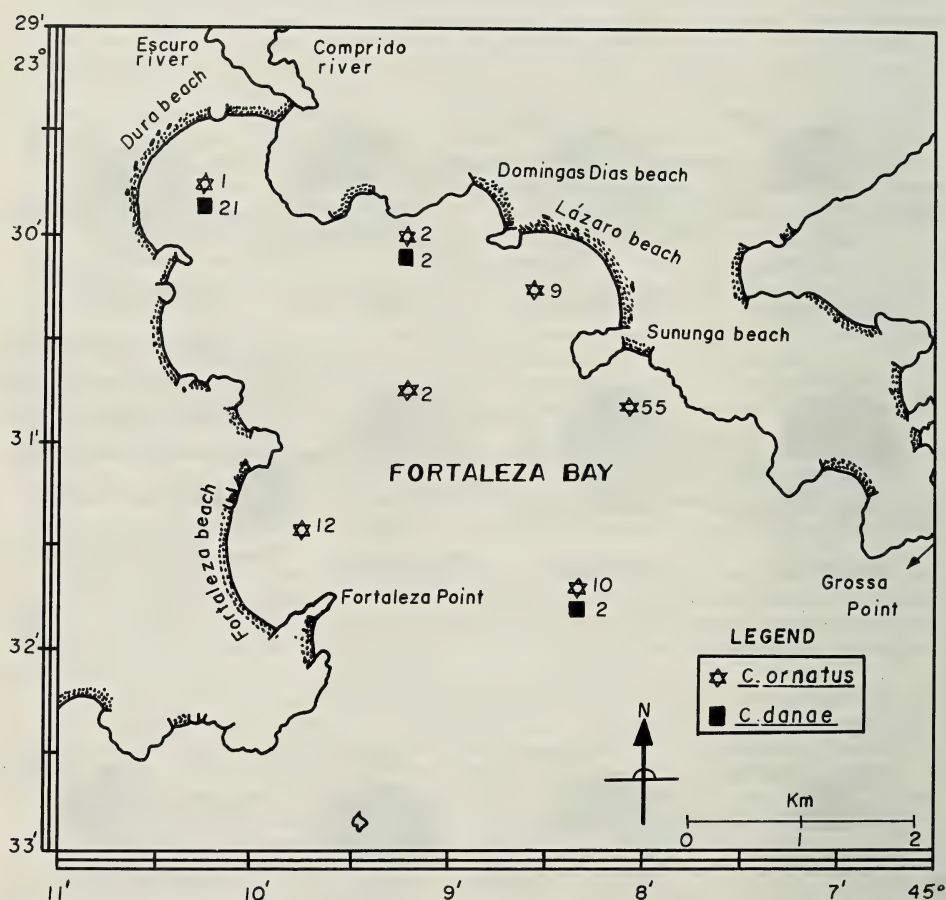 29'
23°
Escuro
river
Comprido
river
Dura beach
Domingas Dias beach
Lázaro beach
1
21
30'
2
2
9
Sununga beach
2
55
31'
FORTALEZA BAY
Fortaleza beach
12
10
2
Grossa
Point
Fortaleza Point
32'
LEGEND
C. ornatus
C. danae
N
Km
0 1 2
33'
11' 10' 9' 8' 7' 45°